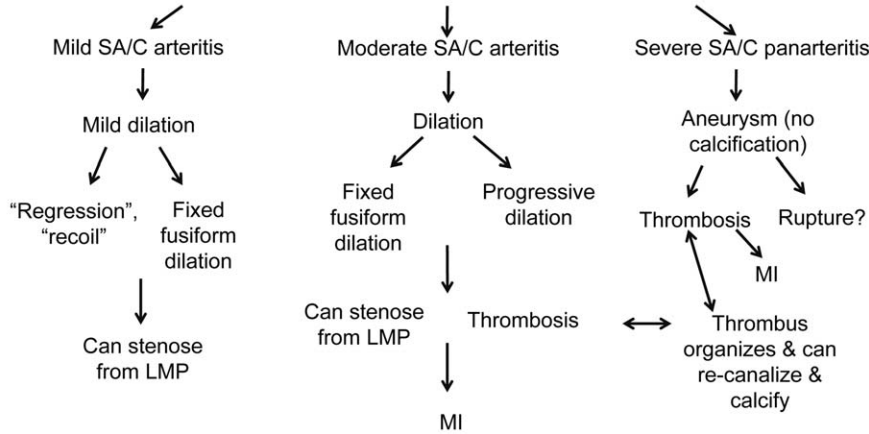 Mild SA/C arteritis
Mild dilation
“Regression”,
“recoil”
Fixed
fusiform
dilation
Can stenose
from LMP
Moderate SA/C arteritis
Dilation
Fixed
fusiform
dilation
Progressive
dilation
Can stenose
from LMP
Thrombosis
MI
Severe SA/C panarteritis
Aneurysm (no
calcification)
Thrombosis
Rupture?
MI
Thrombus
organizes & can
re-canalize &
calcify